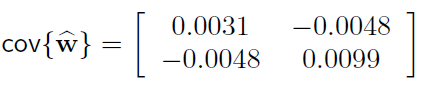 cov{ŵ} = [ 0.0031 −0.0048
−0.0048 0.0099 ]